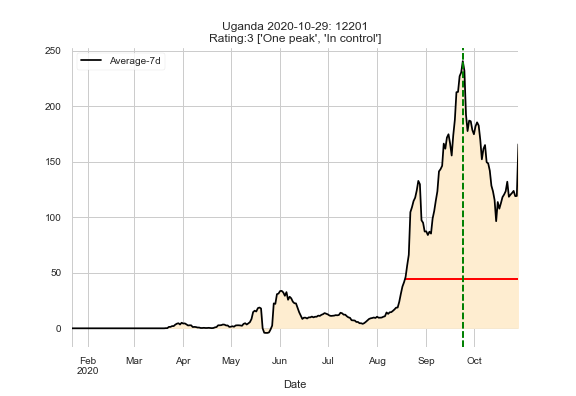 Uganda 2020-10-29: 12201
Rating:3 ['One peak', 'In control']
Average-7d
250
200
150
100
50
0
Feb Mar Apr May Jun Jul Aug Sep Oct
2020
Date